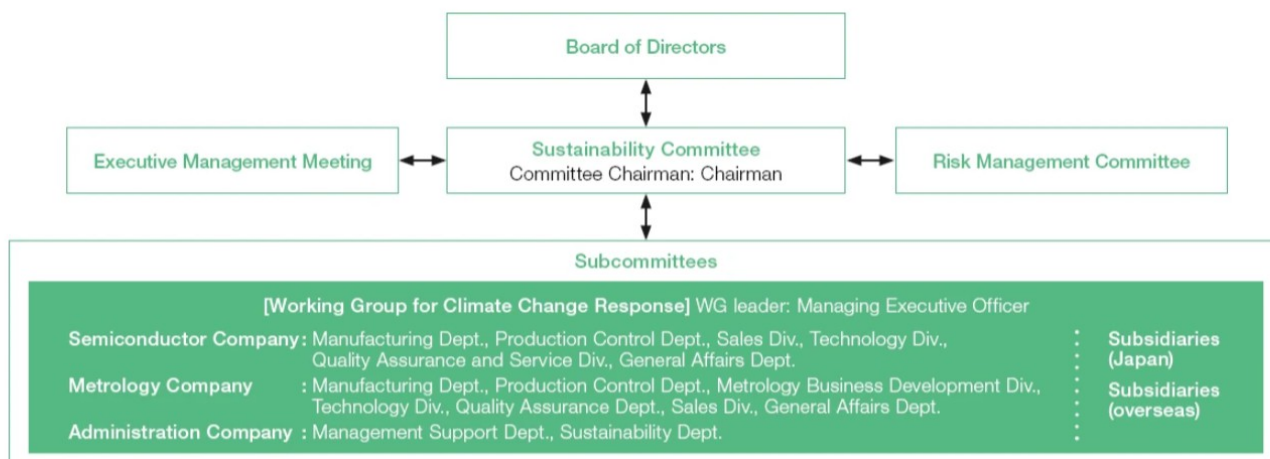 Board of Directors
Executive Management Meeting
Sustainability Committee
Committee Chairman: Chairman
Risk Management Committee
Subcommittees
[Working Group for Climate Change Response] WG leader: Managing Executive Officer
Semiconductor Company : Manufacturing Dept., Production Control Dept., Sales Div., Technology Div.,
Quality Assurance and Service Div., General Affairs Dept.
Metrology Company : Manufacturing Dept., Production Control Dept., Metrology Business Development Div.,
Technology Div., Quality Assurance Dept., Sales Div., General Affairs Dept.
Administration Company : Management Support Dept., Sustainability Dept.
Subsidiaries
(Japan)
Subsidiaries
(overseas)